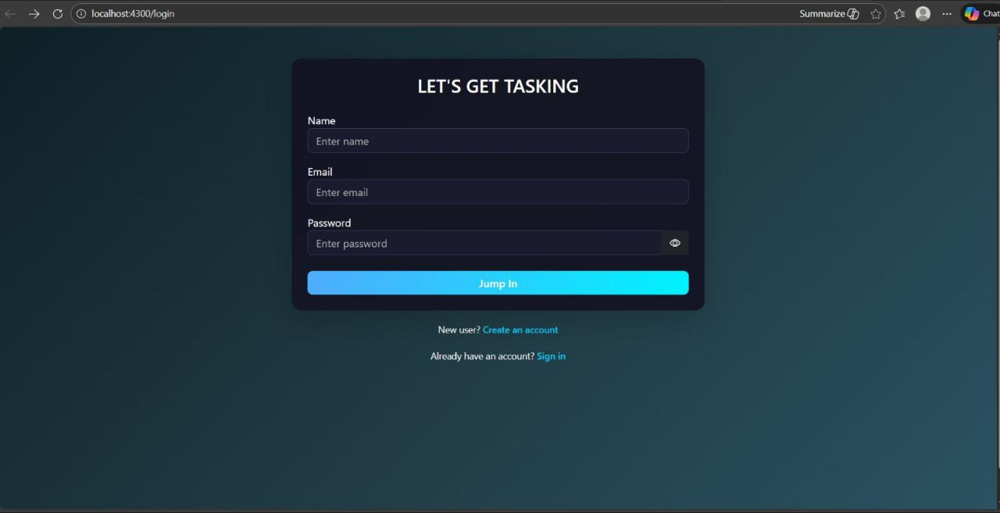 localhost:4300/login
Summarize
Chat
LET'S GET TASKING
Name
Enter name
Email
Enter email
Password
Enter password
Jump In
New user? Create an account
Already have an account? Sign in